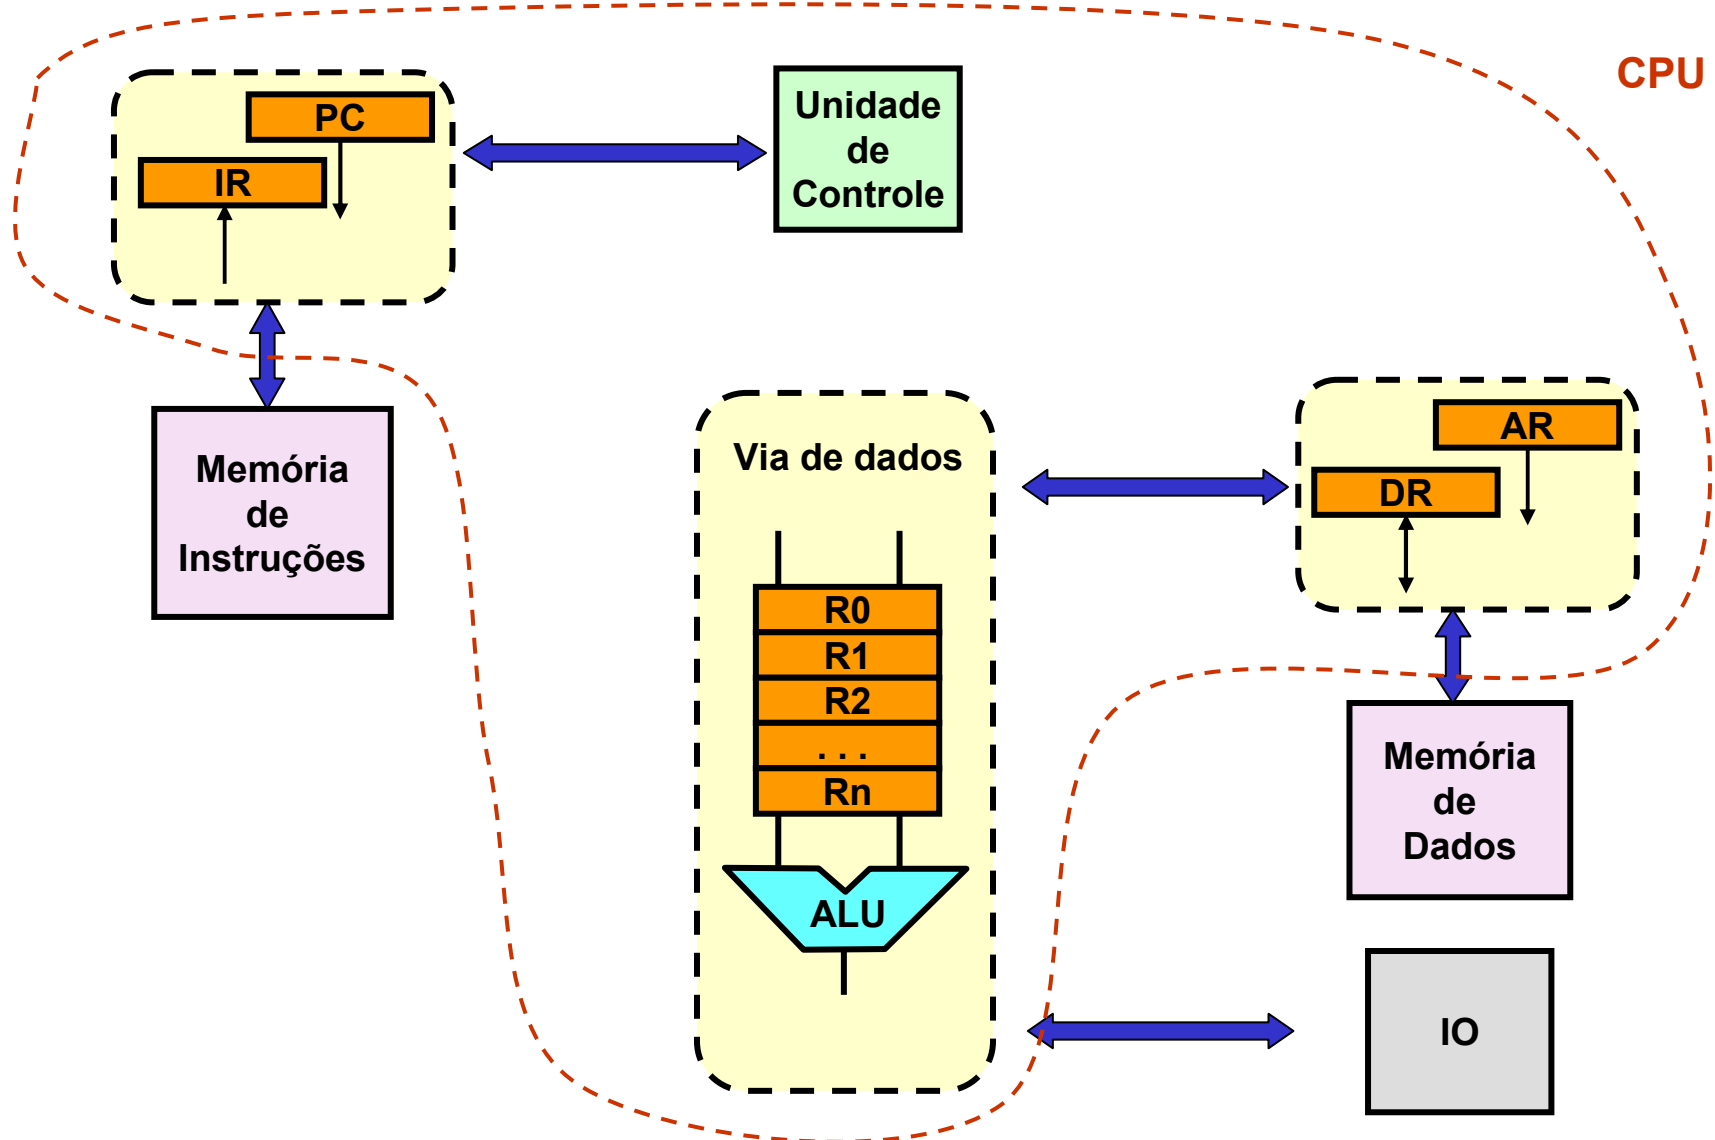 CPU
PC
IR
Unidade
de
Controle
Memória
de
Instruções
Via de dados
R0
R1
R2
. . .
Rn
ALU
AR
DR
Memória
de
Dados
IO